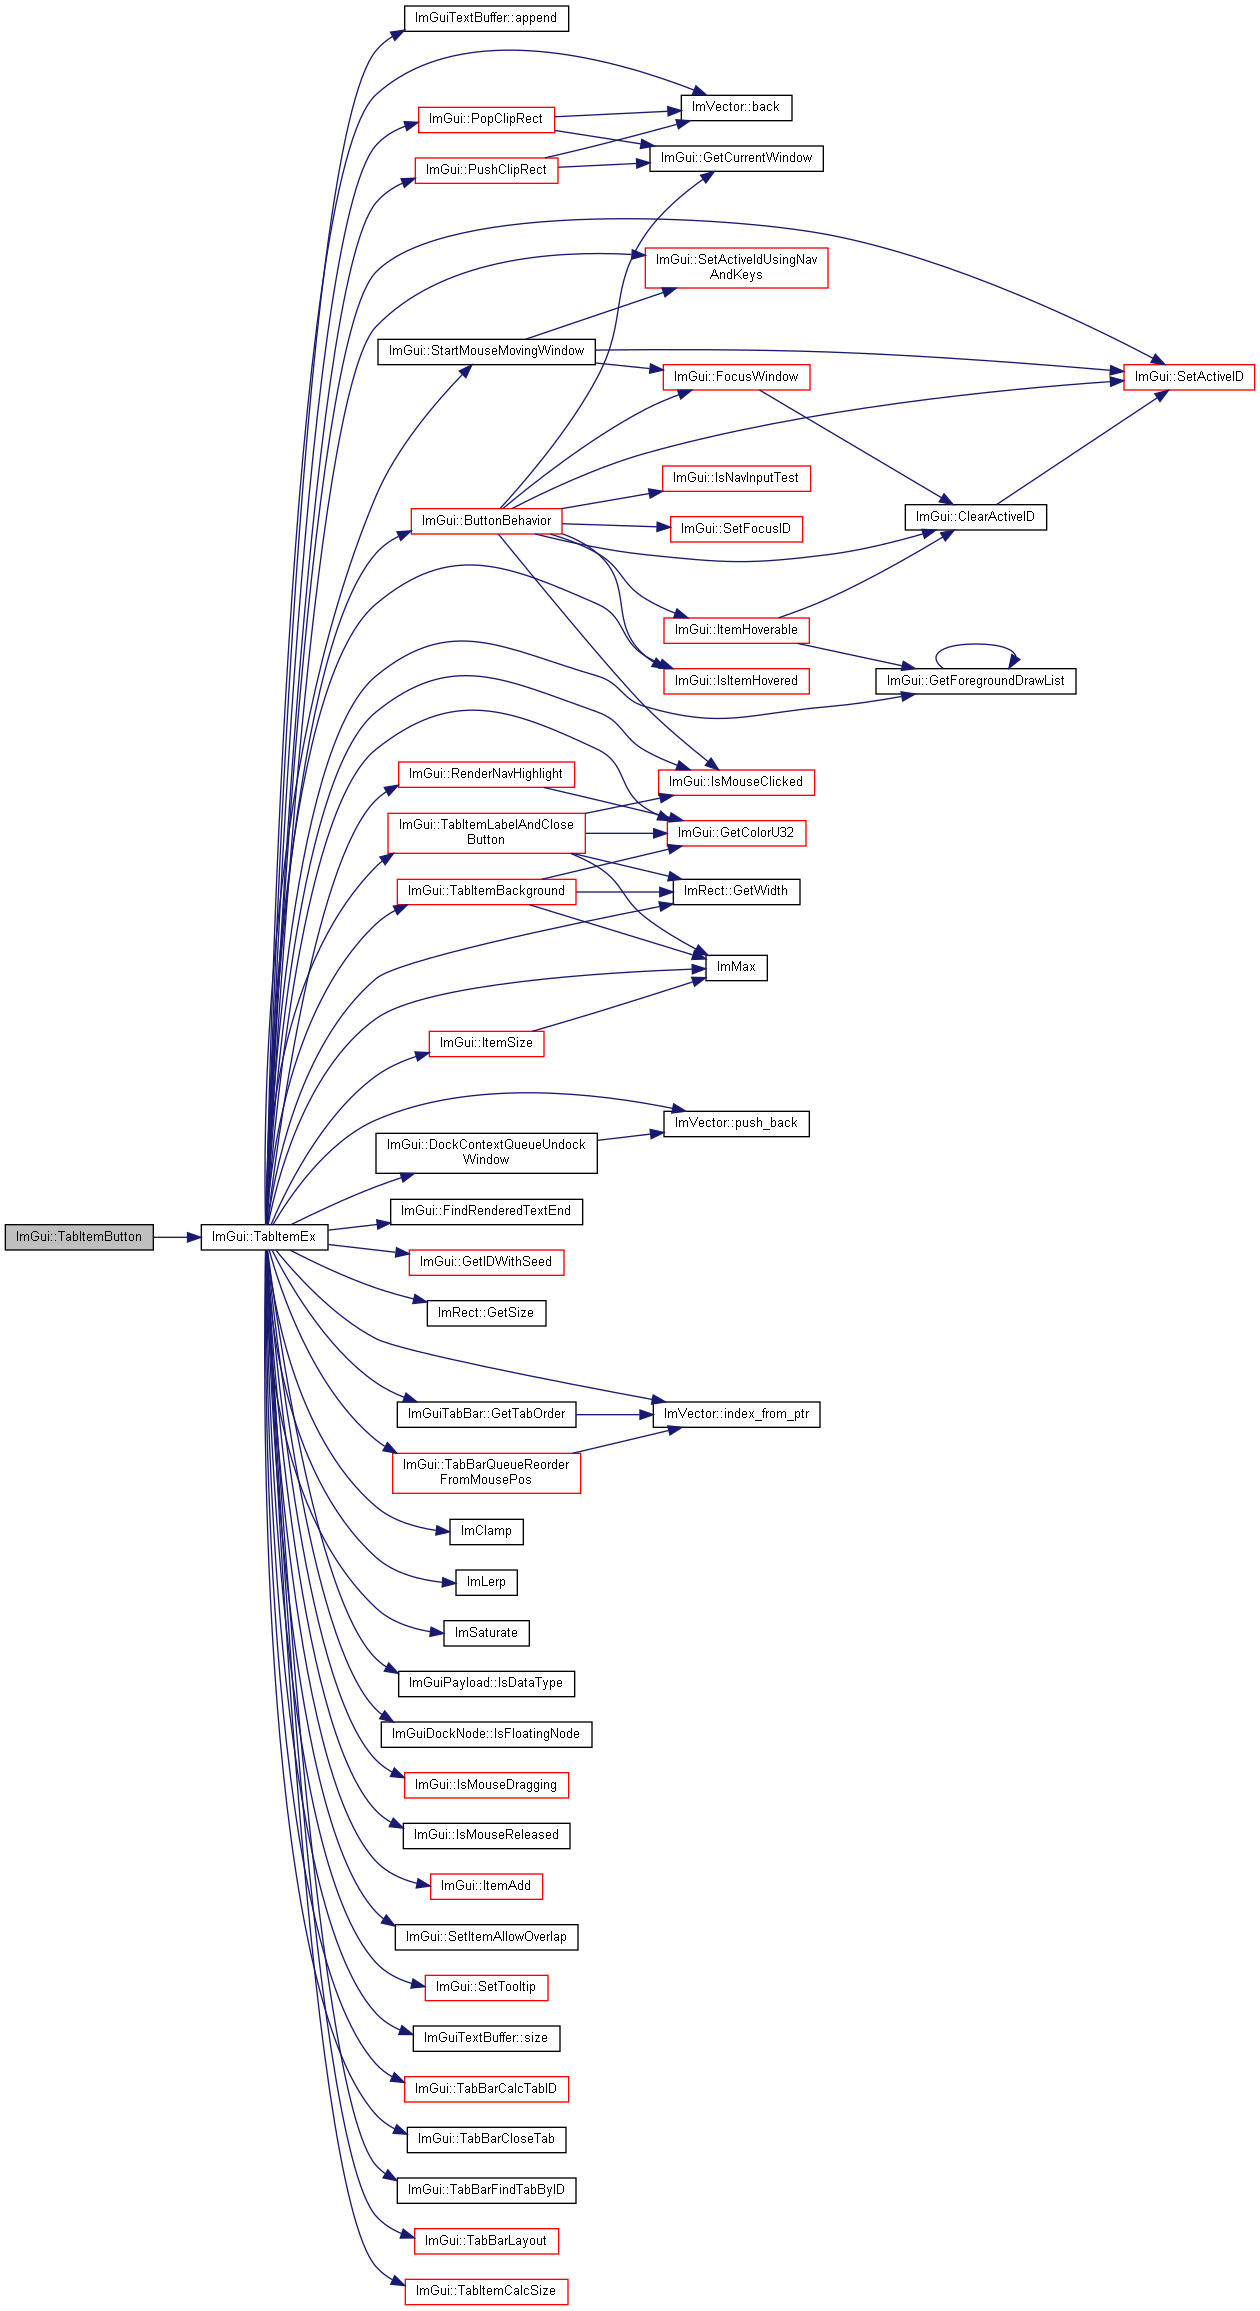 ImGuiTextBuffer::append
ImVector::back
ImGui::PopClipRect
ImGui::GetCurrentWindow
ImGui::PushClipRect
ImGui::SetActiveIdUsingNav
AndKeys
ImGui::StartMouseMovingWindow
ImGui::FocusWindow
ImGui::SetActiveID
ImGui::IsNavInputTest
ImGui::ButtonBehavior
ImGui::SetFocusID
ImGui::ClearActiveID
ImGui::ItemHoverable
ImGui::IsItemHovered
ImGui::GetForegroundDrawList
ImGui::RenderNavHighlight
ImGui::IsMouseClicked
ImGui::TabItemLabelAndClose
Button
ImGui::GetColorU32
ImGui::TabItemBackground
ImRect::GetWidth
ImMax
ImGui::ItemSize
ImVector::push_back
ImGui::DockContextQueueUndock
Window
ImGui::FindRenderedTextEnd
ImGui::TabItemButton
ImGui::TabItemEx
ImGui::GetIDWithSeed
ImRect::GetSize
ImGuiTabBar::GetTabOrder
ImVector::index_from_ptr
ImGui::TabBarQueueReorder
FromMousePos
ImClamp
ImLerp
ImSaturate
ImGuiPayload::IsDataType
ImGuiDockNode::IsFloatingNode
ImGui::IsMouseDragging
ImGui::IsMouseReleased
ImGui::ItemAdd
ImGui::SetItemAllowOverlap
ImGui::SetTooltip
ImGuiTextBuffer::size
ImGui::TabBarCalcTabID
ImGui::TabBarCloseTab
ImGui::TabBarFindTabByID
ImGui::TabBarLayout
ImGui::TabItemCalcSize